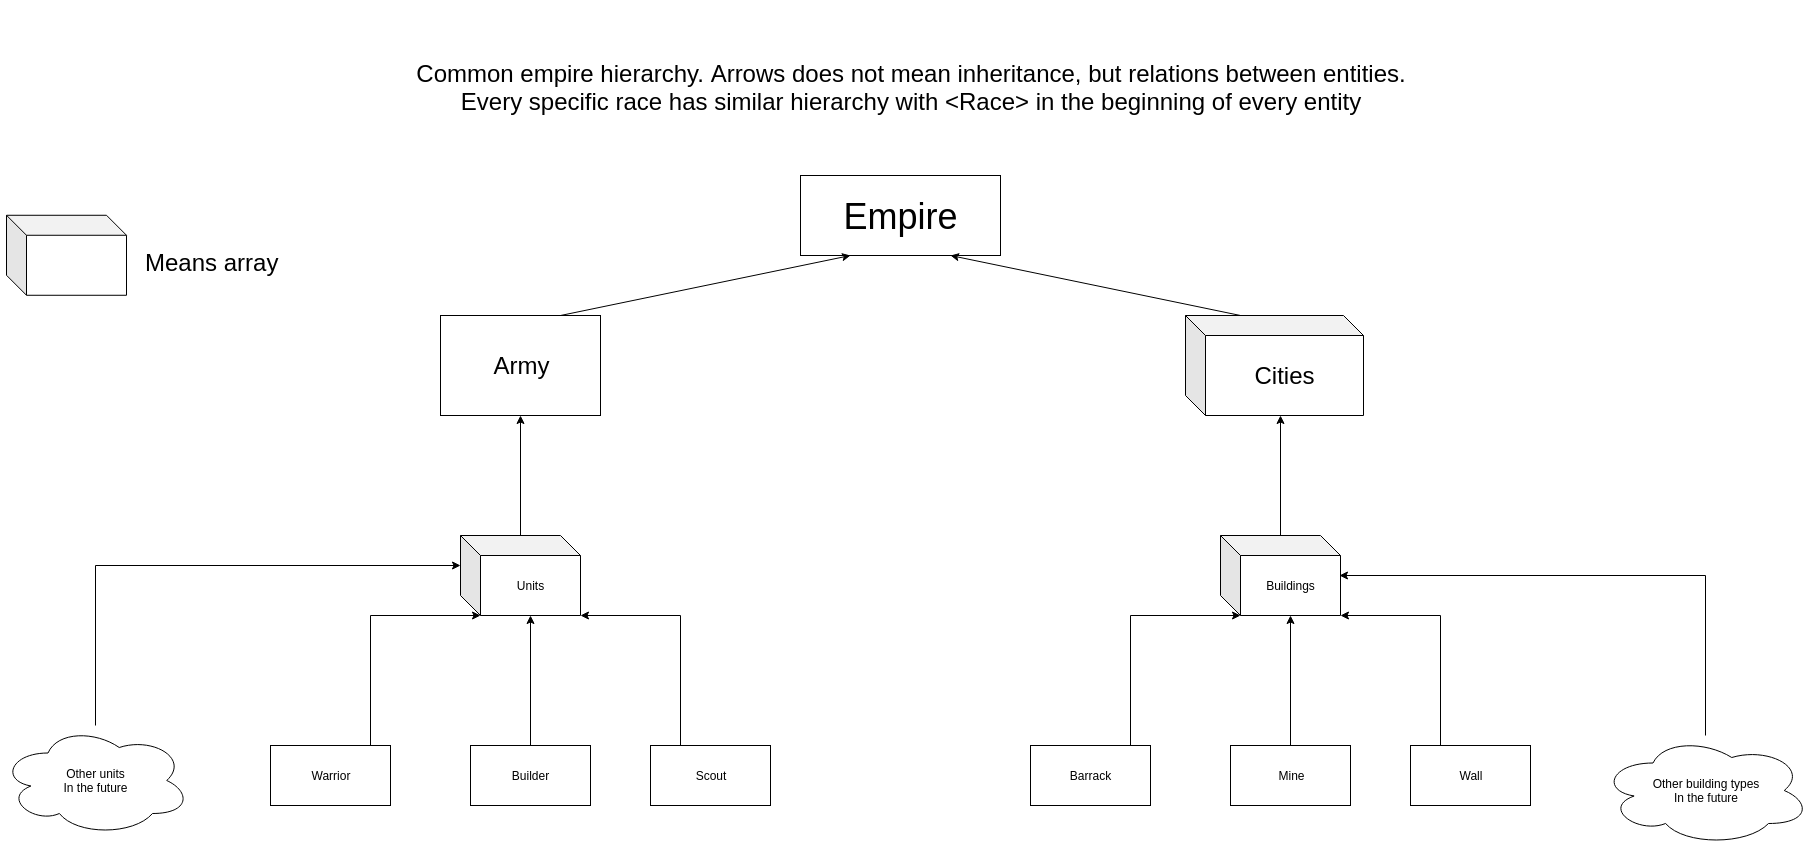 Common empire hierarchy. Arrows does not mean inheritance, but relations between entities.
Every specific race has similar hierarchy with <Race> in the beginning of every entity
Empire
Means array
Army
Cities
Units
Buildings
Other units
In the future
Warrior
Builder
Scout
Barrack
Mine
Wall
Other building types
In the future